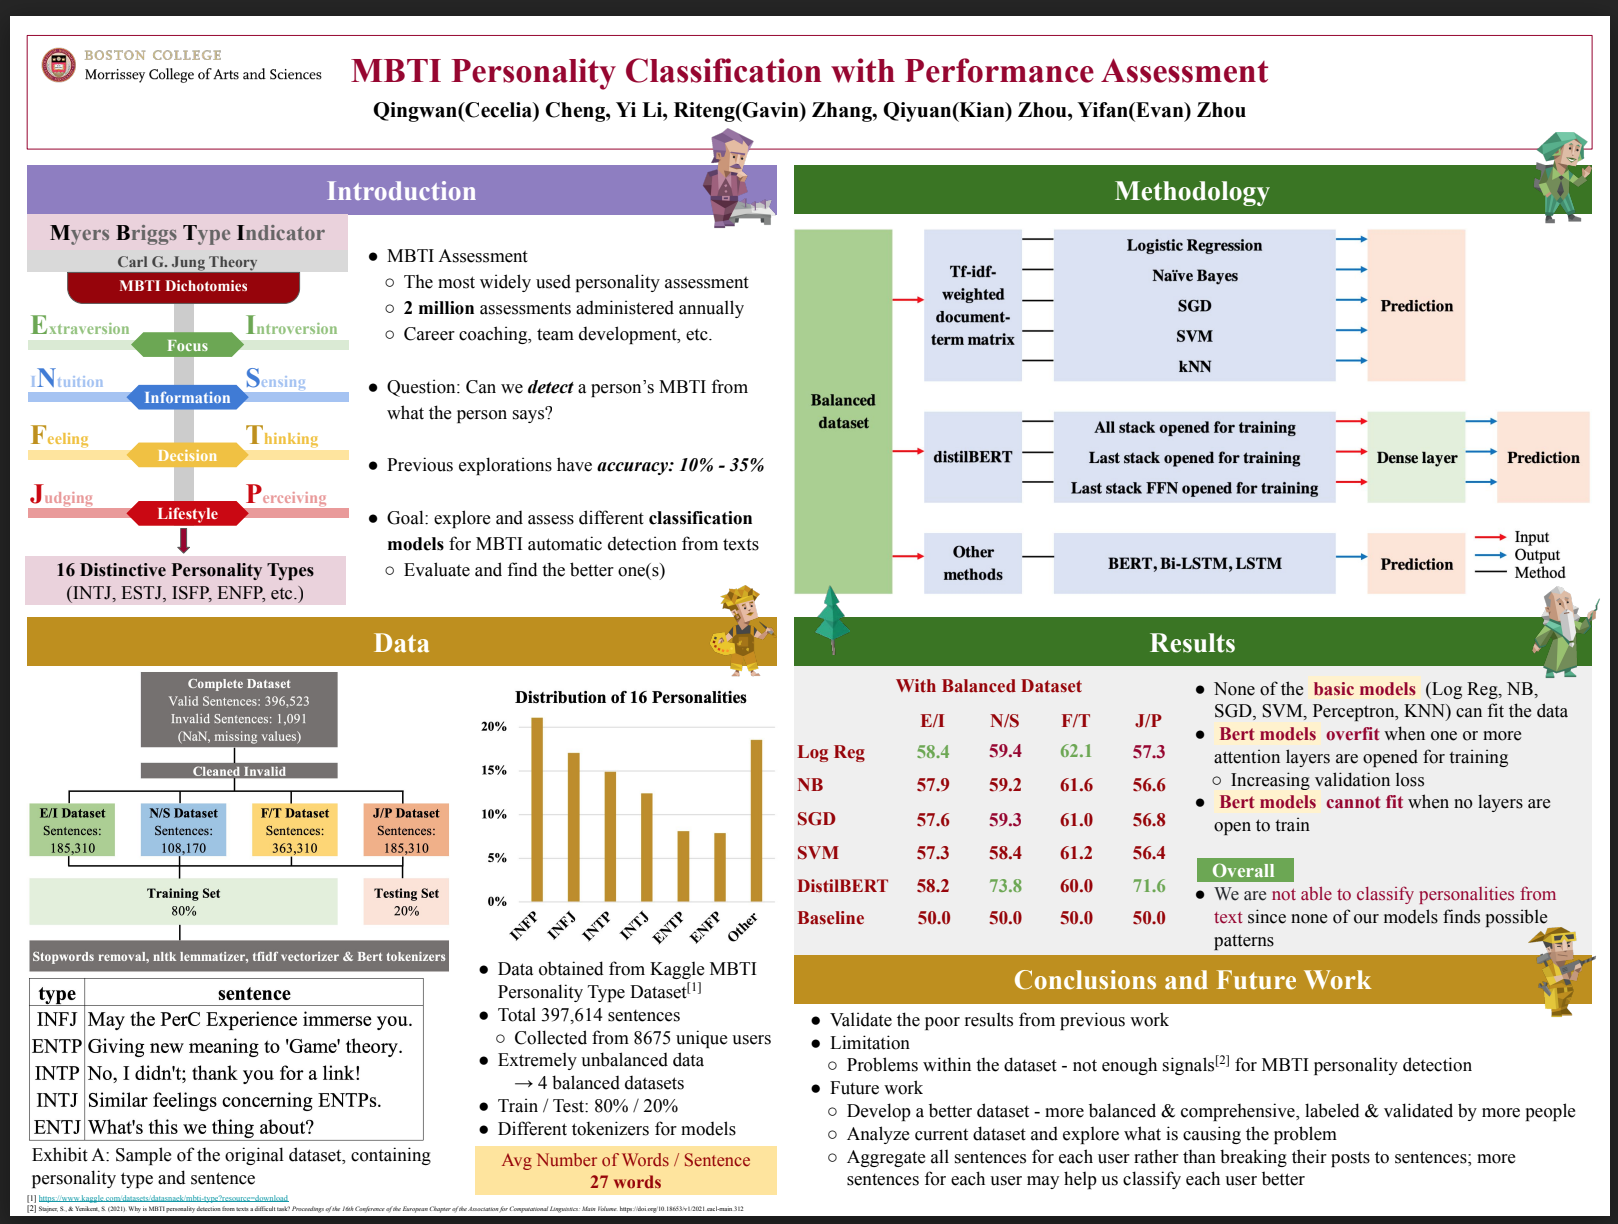 BOSTON COLLEGE
Morrissey College of Arts and Sciences
MBTI Personality Classification with Performance Assessment
Qingwan(Cecelia) Cheng, Yi Li, Riteng(Gavin) Zhang, Qiyuan(Kian) Zhou, Yifan(Evan) Zhou
Introduction
Myers Briggs Type Indicator
Carl G. Jung Theory
MBTI Dichotomies
Extraversion
Introversion
Focus
INtuition
Sensing
Information
Feeling
Thinking
Decision
Judging
Perceiving
Lifestyle
16 Distinctive Personality Types
(INTJ, ESTJ, ISFP, ENFP, etc.)
● MBTI Assessment
○ The most widely used personality assessment
○ 2 million assessments administered annually
○ Career coaching, team development, etc.
● Question: Can we detect a person's MBTI from
what the person says?
● Previous explorations have accuracy: 10% - 35%
● Goal: explore and assess different classification
models for MBTI automatic detection from texts
○ Evaluate and find the better one(s)
Methodology
Balanced
dataset
Tf-idf-
weighted
document-
term matrix
Logistic Regression
Naïve Bayes
SGD
SVM
kNN
Prediction
distilBERT
All stack opened for training
Last stack opened for training
Last stack FFN opened for training
Dense layer
Prediction
Other
methods
BERT, Bi-LSTM, LSTM
Prediction
Input
Output
Method
Data
Complete Dataset
Valid Sentences: 396,523
Invalid Sentences: 1,091
(NaN, missing values)
Cleaned Invalid
E/I Dataset
Sentences:
185,310
N/S Dataset
Sentences:
108,170
F/T Dataset
Sentences:
363,310
J/P Dataset
Sentences:
185,310
Training Set
80%
Testing Set
20%
Stopwords removal, nltk lemmatizer, tfidf vectorizer & Bert tokenizers
type sentence
INFJ May the PerC Experience immerse you.
ENTP Giving new meaning to 'Game' theory.
INTP No, I didn't; thank you for a link!
INTJ Similar feelings concerning ENTPs.
ENTJ What's this we thing about?
Exhibit A: Sample of the original dataset, containing
personality type and sentence
Distribution of 16 Personalities
20%
15%
10%
5%
0%
INFP INFJ INTP INTJ ENTP ENFP Other
● Data obtained from Kaggle MBTI
Personality Type Dataset[1]
● Total 397,614 sentences
○ Collected from 8675 unique users
● Extremely unbalanced data
→ 4 balanced datasets
● Train / Test: 80% / 20%
● Different tokenizers for models
Avg Number of Words / Sentence
27 words
Results
With Balanced Dataset
E/I N/S F/T J/P
Log Reg 58.4 59.4 62.1 57.3
NB 57.9 59.2 61.6 56.6
SGD 57.6 59.3 61.0 56.8
SVM 57.3 58.4 61.2 56.4
DistilBERT 58.2 73.8 60.0 71.6
Baseline 50.0 50.0 50.0 50.0
● None of the basic models (Log Reg, NB,
SGD, SVM, Perceptron, KNN) can fit the data
● Bert models overfit when one or more
attention layers are opened for training
○ Increasing validation loss
● Bert models cannot fit when no layers are
open to train
Overall
● We are not able to classify personalities from
text since none of our models finds possible
patterns
Conclusions and Future Work
● Validate the poor results from previous work
● Limitation
○ Problems within the dataset - not enough signals[2] for MBTI personality detection
● Future work
○ Develop a better dataset - more balanced & comprehensive, labeled & validated by more people
○ Analyze current dataset and explore what is causing the problem
○ Aggregate all sentences for each user rather than breaking their posts to sentences; more
sentences for each user may help us classify each user better
[1] https://www.kaggle.com/datasets/datasnaek/mbti-type?resource=download
[2] Stajner, S., & Yenikent, S. (2021). Why is MBTI personality detection from texts a difficult task? Proceedings of the 16th Conference of the European Chapter of the Association for Computational Linguistics: Main Volume. https://doi.org/10.18653/v1/2021.eacl-main.312